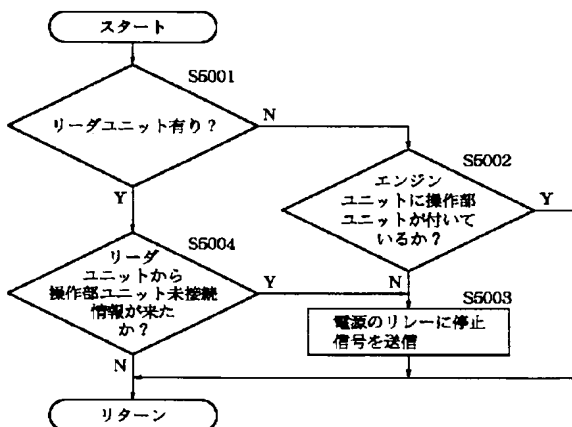 スタート
S5001
リーダユニット有り？
N
S5002
エンジン
ユニットに操作部
ユニットが付いて
いるか？
Y
Y
S5004
リーダ
ユニットから
操作部ユニット未接続
情報が来た
か？
Y
N
S5003
電源のリレーに停止
信号を送信
N
リターン